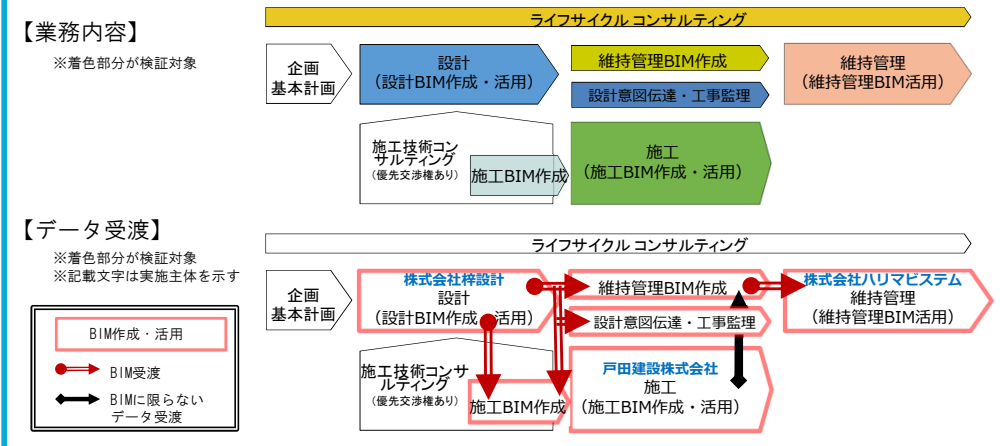 【業務内容】
※着色部分が検証対象
ライフサイクル コンサルティング
企画
基本計画
設計
（設計BIM作成・活用）
維持管理BIM作成
設計意図伝達・工事監理
維持管理
（維持管理BIM活用）
施工技術コン
サルティング
（優先交渉権あり）
施工BIM作成
施工
（施工BIM作成・活用）
【データ受渡】
※着色部分が検証対象
※記載文字は実施主体を示す
BIM作成・活用
BIM受渡
BIMに限らない
データ受渡
ライフサイクル コンサルティング
企画
基本計画
株式会社梓設計
設計
（設計BIM作成・活用）
維持管理BIM作成
設計意図伝達・工事監理
株式会社ハリマビステム
維持管理
（維持管理BIM活用）
施工技術コンサ
ルティング
（優先交渉権あり）
施工BIM作成
戸田建設株式会社
施工
（施工BIM作成・活用）